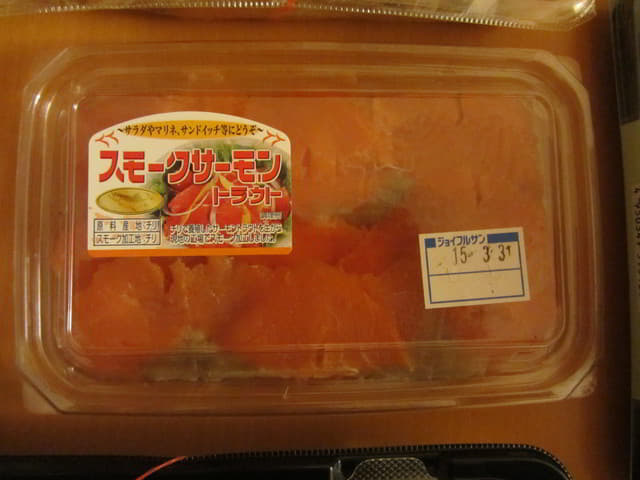 ～サラダやマリネ、サンドイッチ等にどうぞ～
スモークサーモン
トラウト
原料産地:チリ
スモーク加工地:チリ
ジョイフルサン
15 3 31